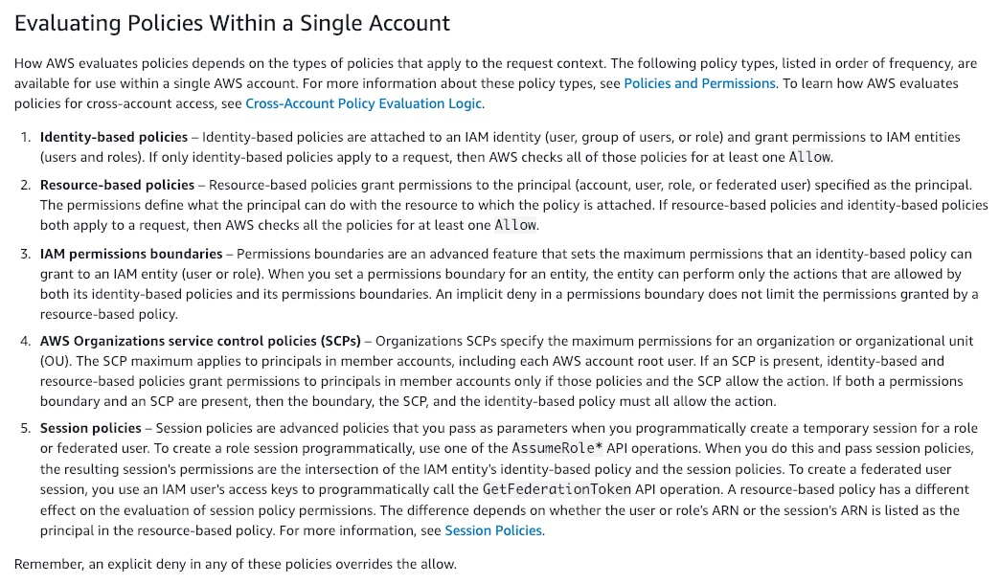 Evaluating Policies Within a Single Account
How AWS evaluates policies depends on the types of policies that apply to the request context. The following policy types, listed in order of frequency, are
available for use within a single AWS account. For more information about these policy types, see Policies and Permissions. To learn how AWS evaluates
policies for cross-account access, see Cross-Account Policy Evaluation Logic.
1. Identity-based policies – Identity-based policies are attached to an IAM identity (user, group of users, or role) and grant permissions to IAM entities
(users and roles). If only identity-based policies apply to a request, then AWS checks all of those policies for at least one Allow.
2. Resource-based policies – Resource-based policies grant permissions to the principal (account, user, role, or federated user) specified as the principal.
The permissions define what the principal can do with the resource to which the policy is attached. If resource-based policies and identity-based policies
both apply to a request, then AWS checks all the policies for at least one Allow.
3. IAM permissions boundaries – Permissions boundaries are an advanced feature that sets the maximum permissions that an identity-based policy can
grant to an IAM entity (user or role). When you set a permissions boundary for an entity, the entity can perform only the actions that are allowed by
both its identity-based policies and its permissions boundaries. An implicit deny in a permissions boundary does not limit the permissions granted by a
resource-based policy.
4. AWS Organizations service control policies (SCPs) – Organizations SCPs specify the maximum permissions for an organization or organizational unit
(OU). The SCP maximum applies to principals in member accounts, including each AWS account root user. If an SCP is present, identity-based and
resource-based policies grant permissions to principals in member accounts only if those policies and the SCP allow the action. If both a permissions
boundary and an SCP are present, then the boundary, the SCP, and the identity-based policy must all allow the action.
5. Session policies – Session policies are advanced policies that you pass as parameters when you programmatically create a temporary session for a role
or federated user. To create a role session programmatically, use one of the AssumeRole* API operations. When you do this and pass session policies,
the resulting session's permissions are the intersection of the IAM entity's identity-based policy and the session policies. To create a federated user
session, you use an IAM user's access keys to programmatically call the GetFederationToken API operation. A resource-based policy has a different
effect on the evaluation of session policy permissions. The difference depends on whether the user or role's ARN or the session's ARN is listed as the
principal in the resource-based policy. For more information, see Session Policies.
Remember, an explicit deny in any of these policies overrides the allow.